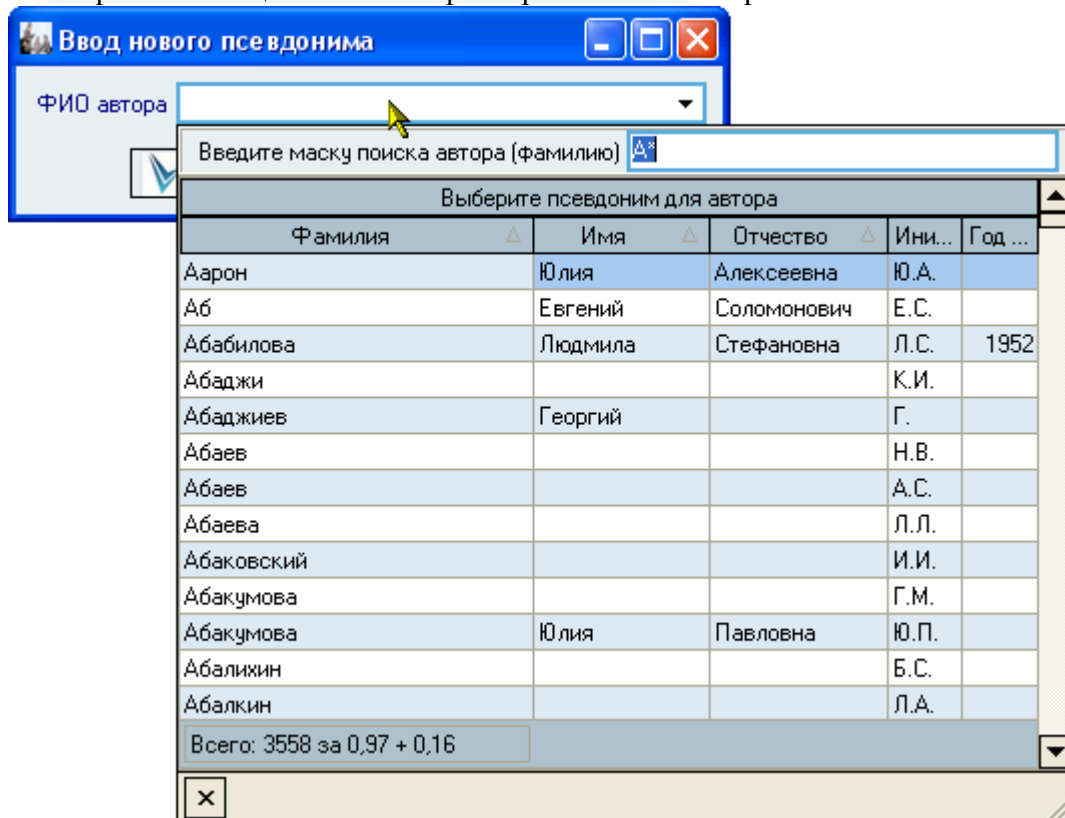 Ввод нового псевдонима
ФИО автора
Введите маску поиска автора (фамилию) А*
Выберите псевдоним для автора
Фамилия Имя Отчество Ини... Год ...
Аарон Юлия Алексеевна Ю.А.
Аб Евгений Соломонович Е.С.
Абабилова Людмила Стефановна Л.С. 1952
Абаджи К.И.
Абаджиев Георгий Г.
Абаев Н.В.
Абаев А.С.
Абаева Л.Л.
Абаковский И.И.
Абакумова Г.М.
Абакумова Юлия Павловна Ю.П.
Абалихин Б.С.
Абалкин Л.А.
Всего: 3558 за 0,97 + 0,16